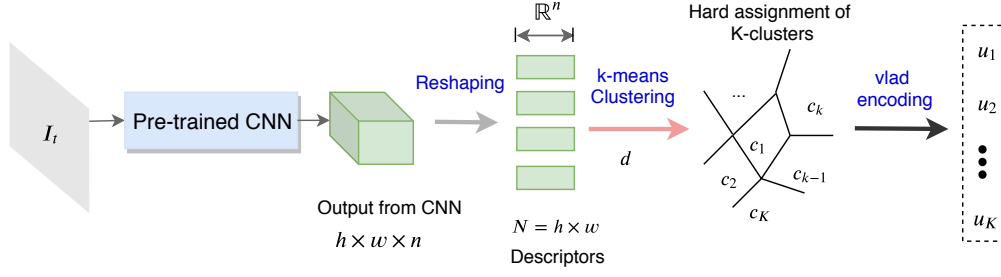 I_t
Pre-trained CNN
Output from CNN
h × w × n
Reshaping
ℝ^n
N = h × w
Descriptors
k-means
Clustering
d
Hard assignment of
K-clusters
...
c_k
c_1
c_2
c_{k−1}
c_K
vlad
encoding
u_1
u_2
u_K